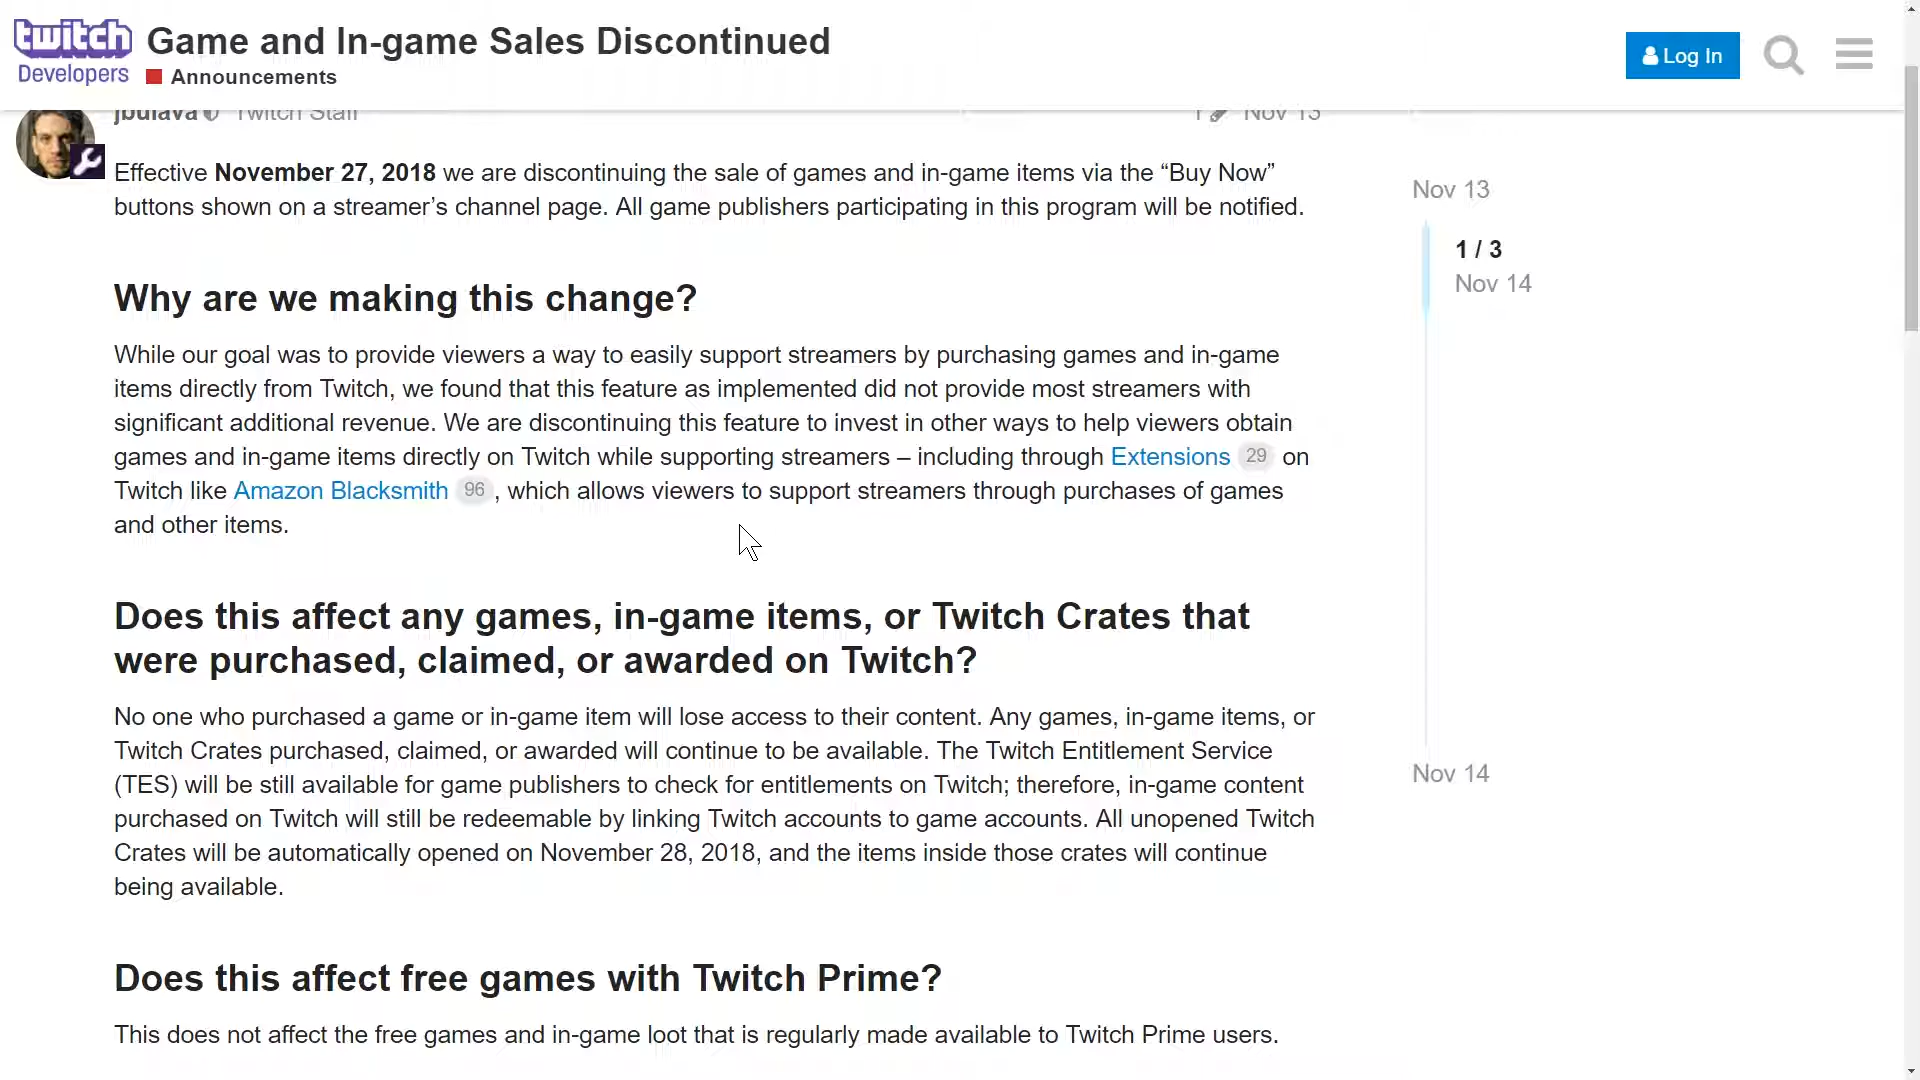 twitch
Developers
Game and In-game Sales Discontinued
Announcements
Log In
jbulava Twitch Staff
1 Nov 13
Effective November 27, 2018 we are discontinuing the sale of games and in-game items via the “Buy Now”
buttons shown on a streamer’s channel page. All game publishers participating in this program will be notified.
Nov 13
1 / 3
Nov 14
Why are we making this change?
While our goal was to provide viewers a way to easily support streamers by purchasing games and in-game
items directly from Twitch, we found that this feature as implemented did not provide most streamers with
significant additional revenue. We are discontinuing this feature to invest in other ways to help viewers obtain
games and in-game items directly on Twitch while supporting streamers – including through Extensions 29 on
Twitch like Amazon Blacksmith 96 , which allows viewers to support streamers through purchases of games
and other items.
Does this affect any games, in-game items, or Twitch Crates that
were purchased, claimed, or awarded on Twitch?
No one who purchased a game or in-game item will lose access to their content. Any games, in-game items, or
Twitch Crates purchased, claimed, or awarded will continue to be available. The Twitch Entitlement Service
(TES) will be still available for game publishers to check for entitlements on Twitch; therefore, in-game content
purchased on Twitch will still be redeemable by linking Twitch accounts to game accounts. All unopened Twitch
Crates will be automatically opened on November 28, 2018, and the items inside those crates will continue
being available.
Nov 14
Does this affect free games with Twitch Prime?
This does not affect the free games and in-game loot that is regularly made available to Twitch Prime users.